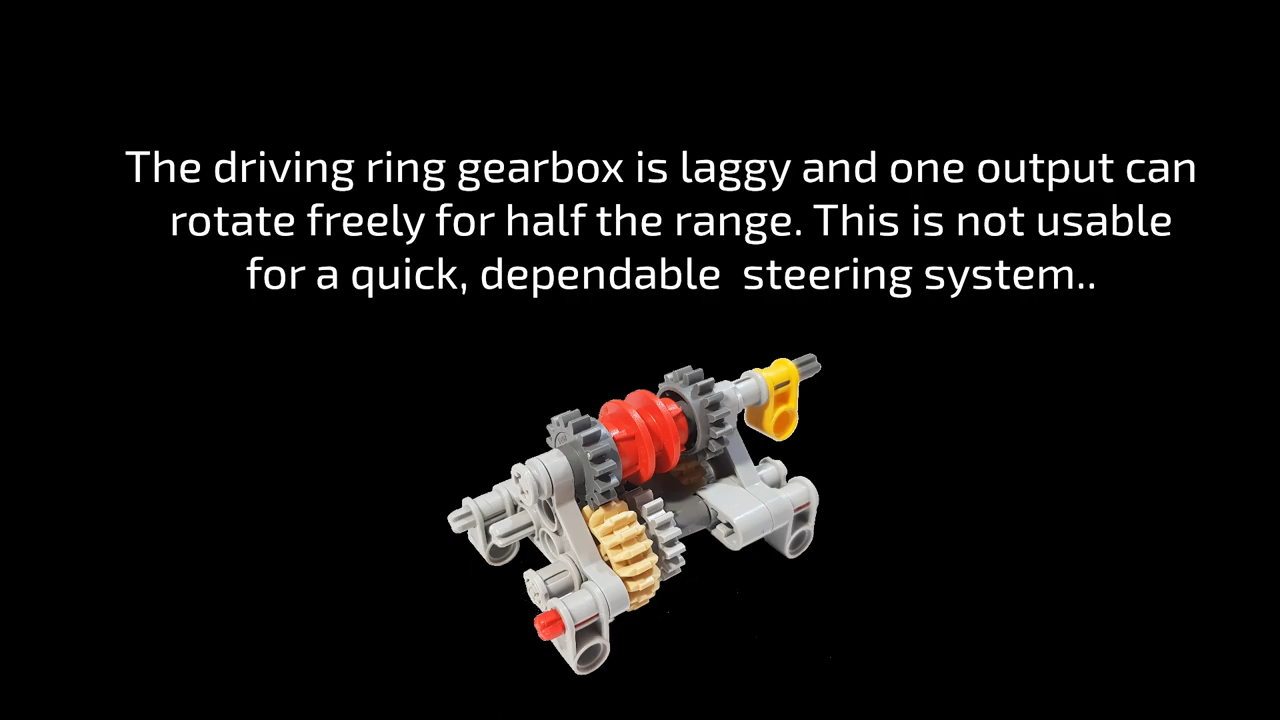 The driving ring gearbox is laggy and one output can
rotate freely for half the range. This is not usable
for a quick, dependable  steering system..